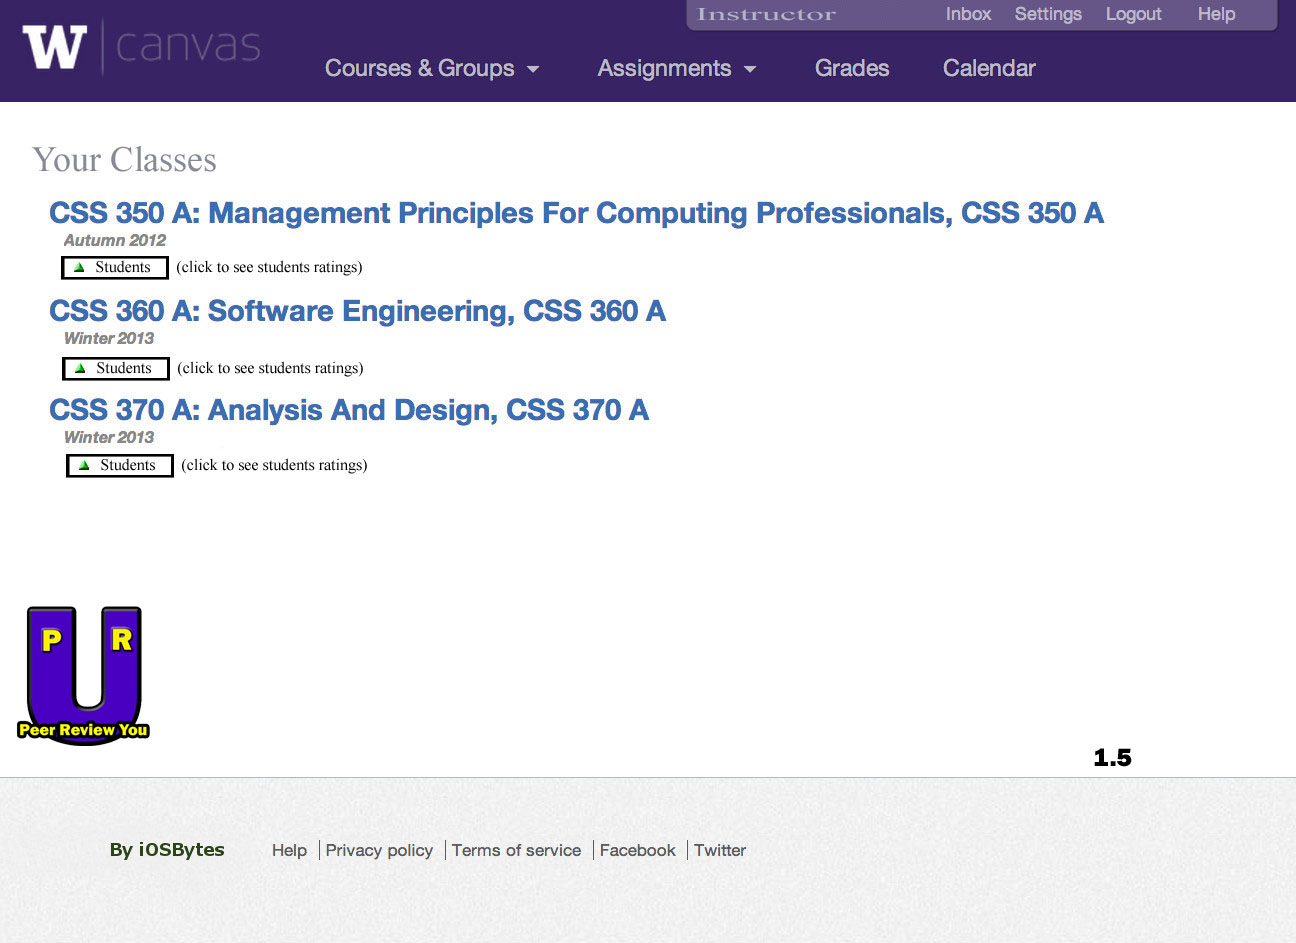 Instructor Inbox Settings Logout Help
W canvas
Courses & Groups Assignments Grades Calendar
Your Classes
CSS 350 A: Management Principles For Computing Professionals, CSS 350 A
Autumn 2012
Students (click to see students ratings)
CSS 360 A: Software Engineering, CSS 360 A
Winter 2013
Students (click to see students ratings)
CSS 370 A: Analysis And Design, CSS 370 A
Winter 2013
Students (click to see students ratings)
P R
U
Peer Review You
1.5
By iOSBytes Help Privacy policy Terms of service Facebook Twitter